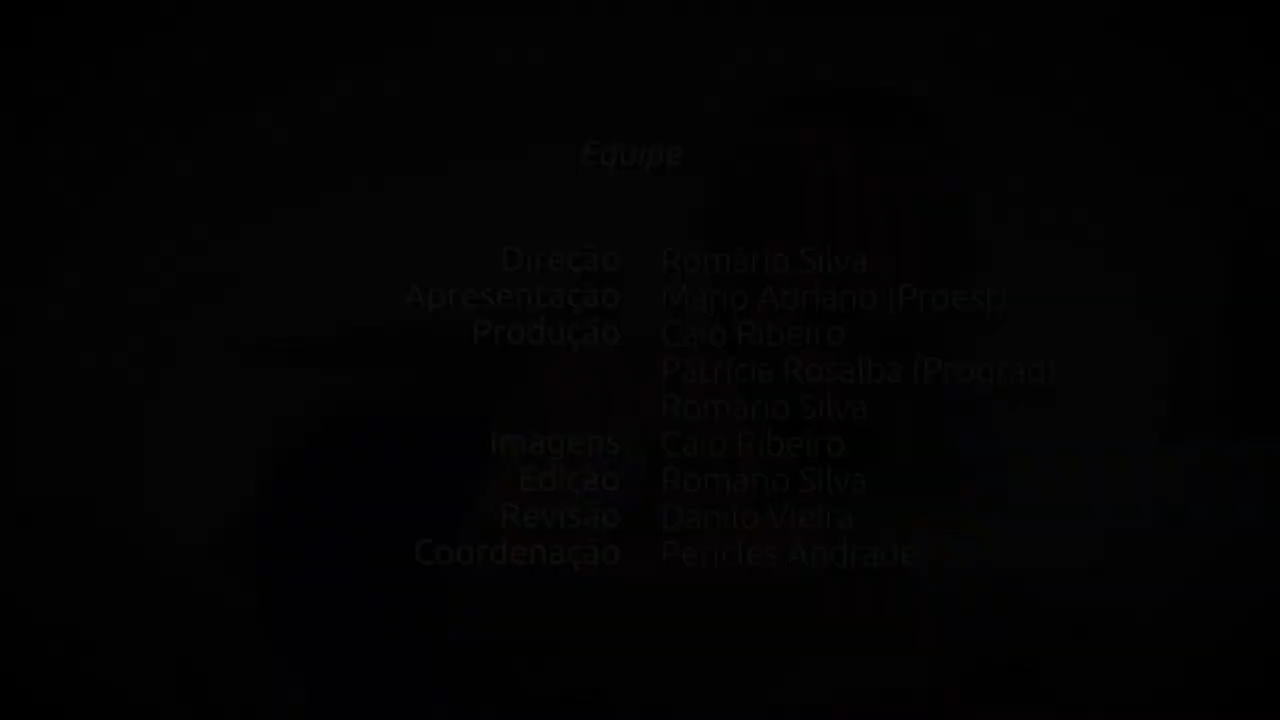 Equipe
Direção Romário Silva
Apresentação Mário Adriano (Proest)
Produção Caio Ribeiro
Patrícia Rosalba (Prograd)
Romário Silva
Imagens Caio Ribeiro
Edição Romário Silva
Revisão Danilo Vieira
Coordenação Péricles Andrade